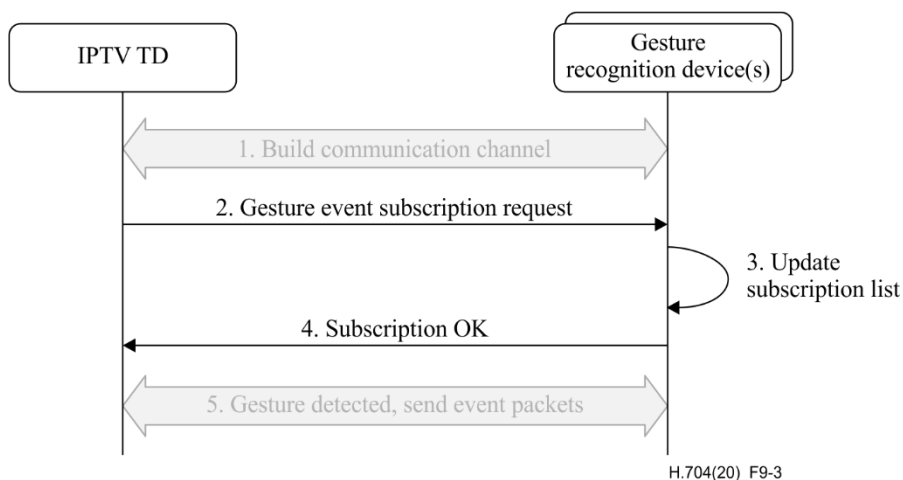 IPTV TD
Gesture
recognition device(s)
1. Build communication channel
2. Gesture event subscription request
3. Update
subscription list
4. Subscription OK
5. Gesture detected, send event packets
H.704(20)_F9-3